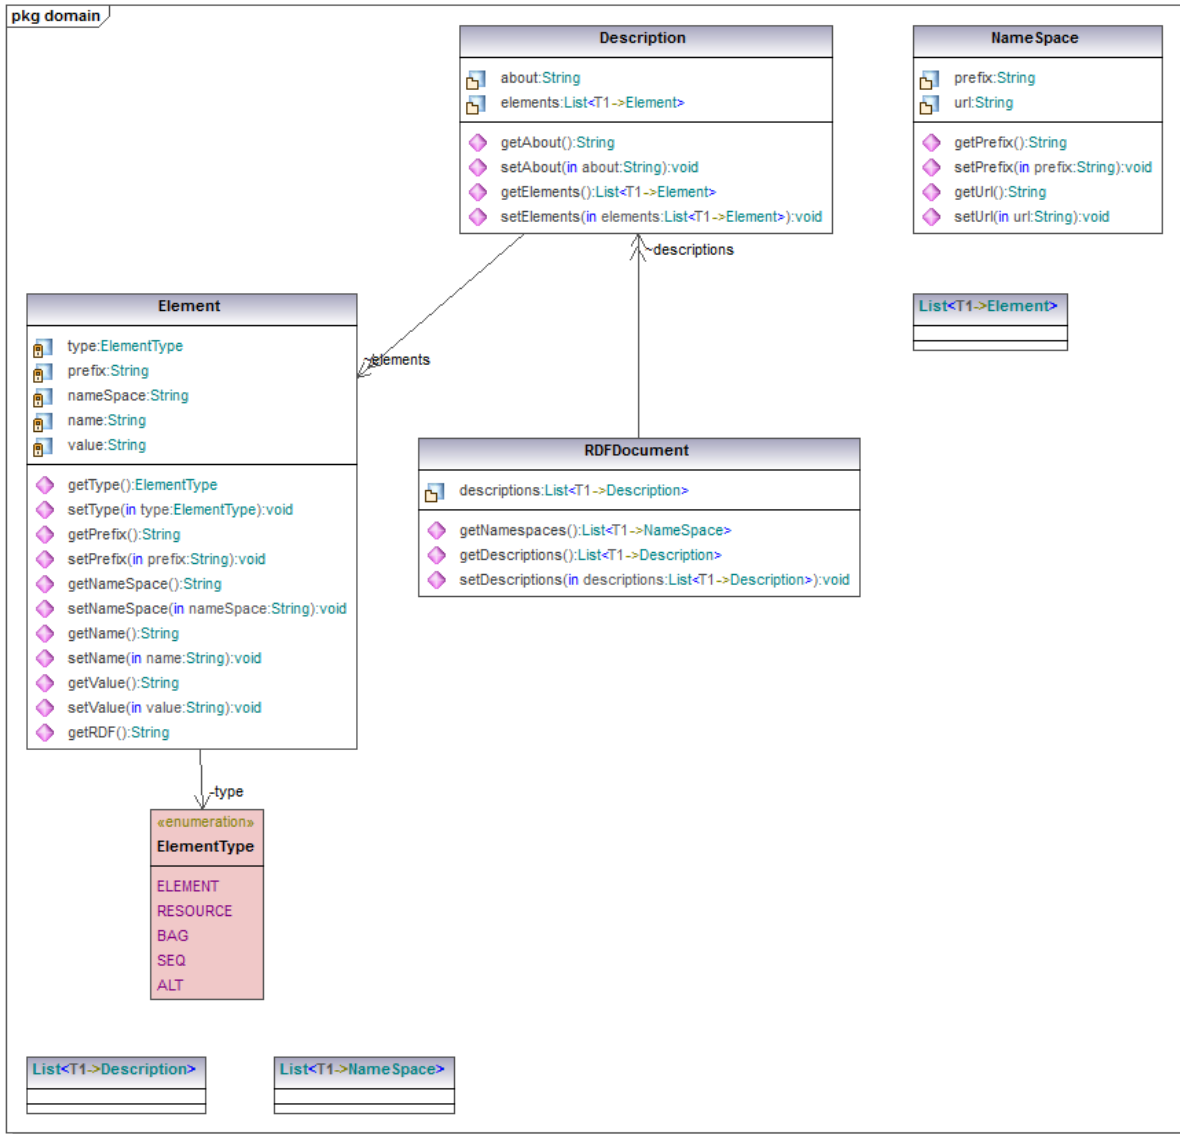 pkg domain
Description
about:String
elements:List<T1->Element>
getAbout():String
setAbout(in about:String):void
getElements():List<T1->Element>
setElements(in elements:List<T1->Element>):void
NameSpace
prefix:String
url:String
getPrefix():String
setPrefix(in prefix:String):void
getUrl():String
setUrl(in url:String):void
~descriptions
List<T1->Element>
Element
type:ElementType
prefix:String
nameSpace:String
name:String
value:String
getType():ElementType
setType(in type:ElementType):void
getPrefix():String
setPrefix(in prefix:String):void
getNameSpace():String
setNameSpace(in nameSpace:String):void
getName():String
setName(in name:String):void
getValue():String
setValue(in value:String):void
getRDF():String
~elements
RDFDocument
descriptions:List<T1->Description>
getNamespaces():List<T1->NameSpace>
getDescriptions():List<T1->Description>
setDescriptions(in descriptions:List<T1->Description>):void
-type
«enumeration»
ElementType
ELEMENT
RESOURCE
BAG
SEQ
ALT
List<T1->Description>
List<T1->NameSpace>